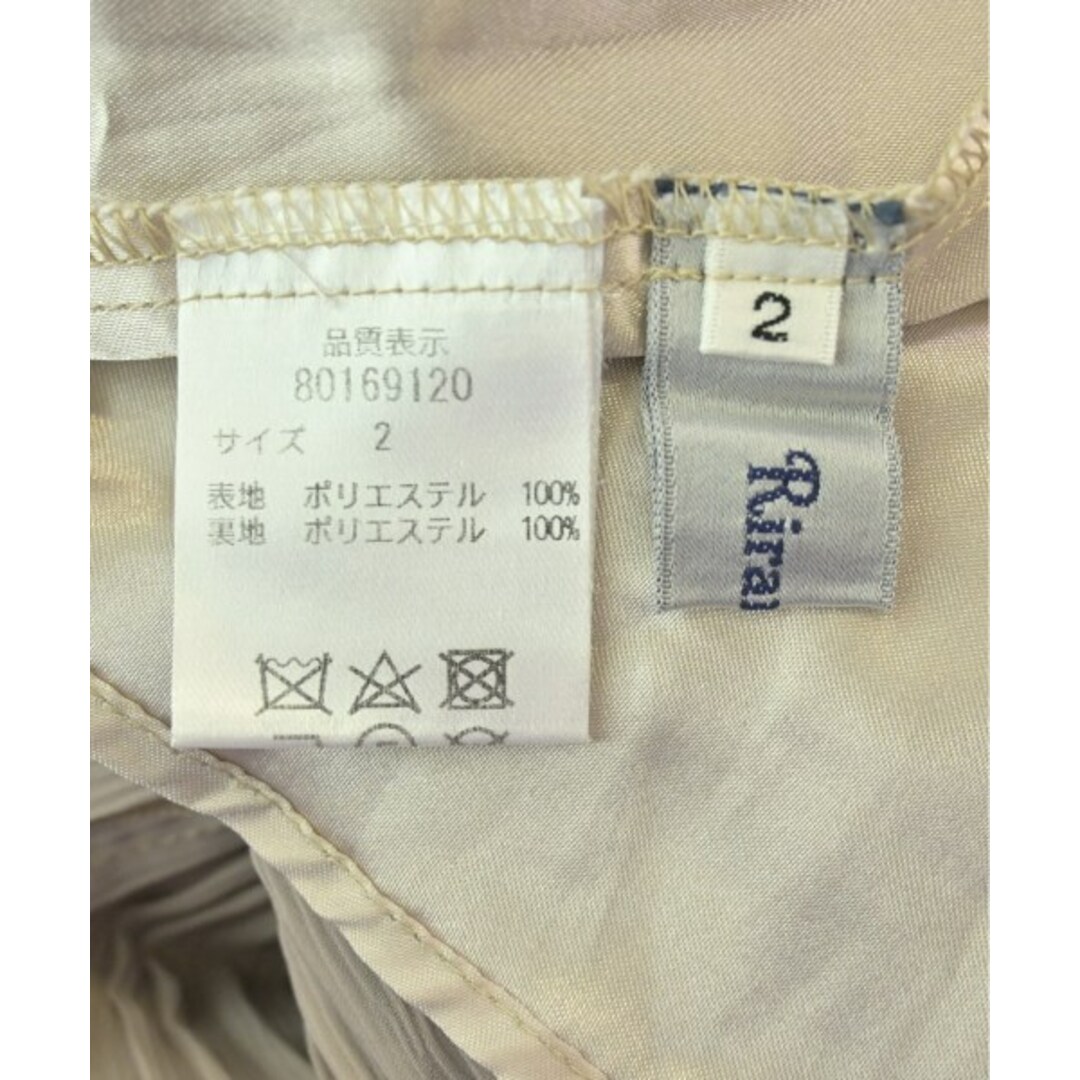 品質表示
80169120
サイズ 2
表地 ポリエステル 100%
裏地 ポリエステル 100%
2